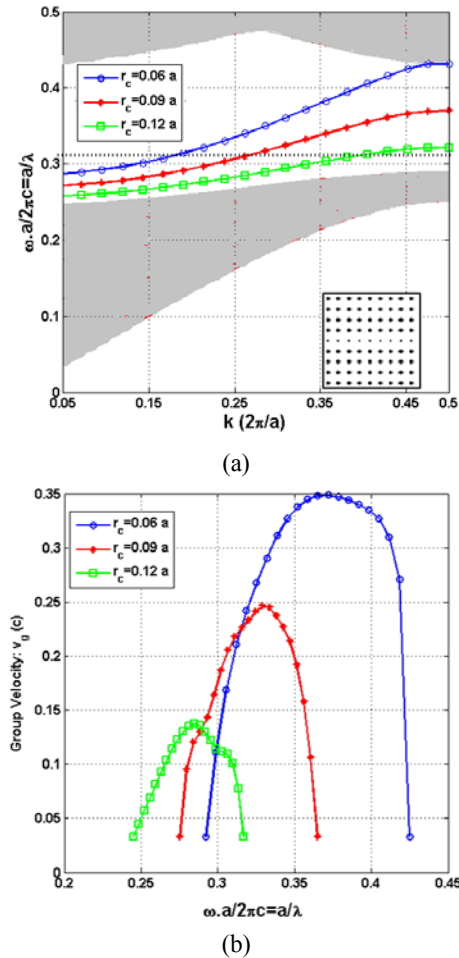 0.5
0.4
0.3
0.2
0.1
0
ω.a/2πc=a/λ
r_c=0.06 a
r_c=0.09 a
r_c=0.12 a
0.05 0.15 0.25 0.35 0.45 0.5
k (2π/a)
(a)
0.35
0.3
0.25
0.2
0.15
0.1
0.05
0
Group Velocity: v_g (c)
r_c=0.06 a
r_c=0.09 a
r_c=0.12 a
0.2 0.25 0.3 0.35 0.4 0.45
ω.a/2πc=a/λ
(b)